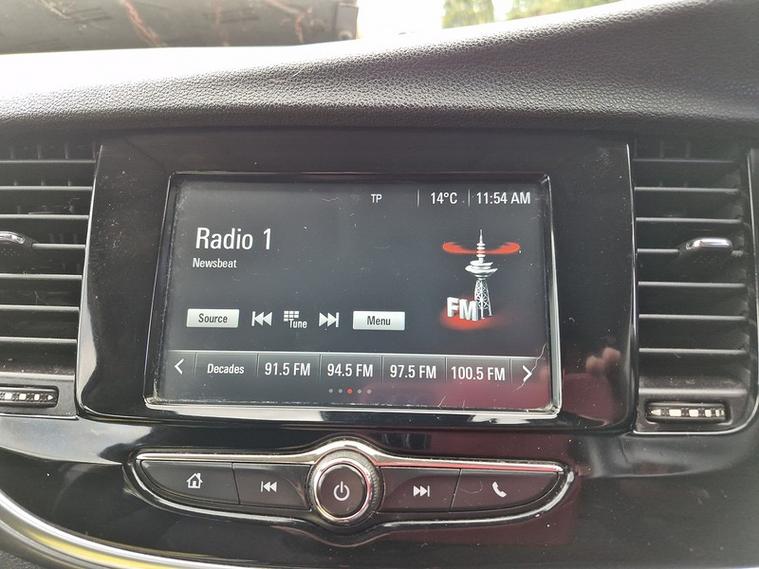 TP 14°C 11:54 AM
Radio 1
Newsbeat
FM
Source Tune Menu
Decades 91.5 FM 94.5 FM 97.5 FM 100.5 FM